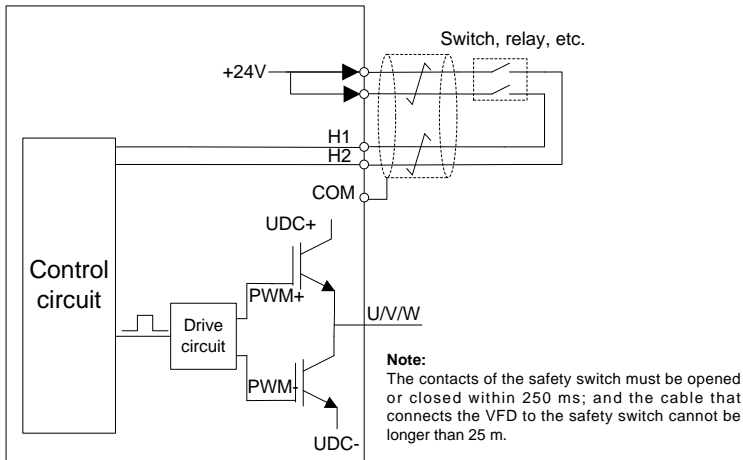 Switch, relay, etc.
+24V
H1
H2
COM
UDC+
Control
circuit
PWM+
Drive
circuit
U/V/W
PWM-
UDC-
Note:
The contacts of the safety switch must be opened
or closed within 250 ms; and the cable that
connects the VFD to the safety switch cannot be
longer than 25 m.